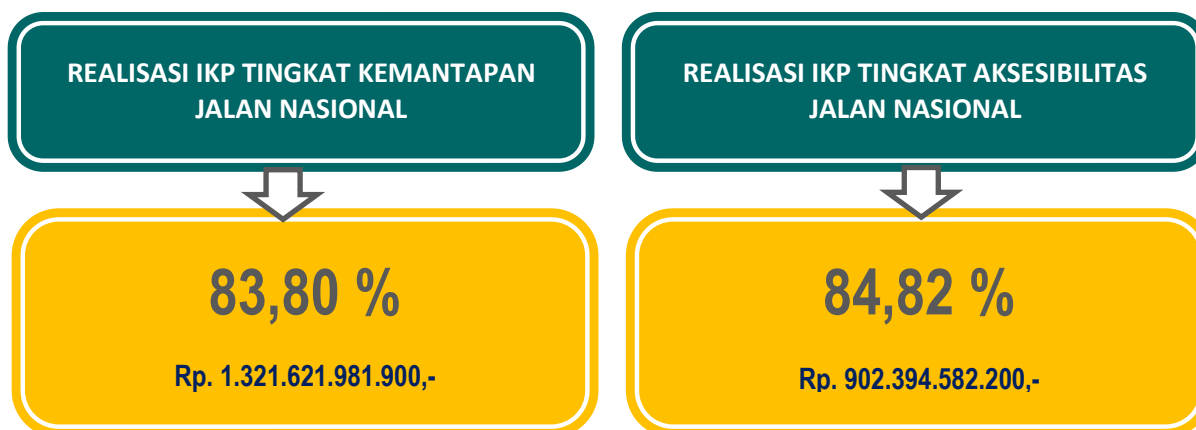 REALISASI IKP TINGKAT KEMANTAPAN
JALAN NASIONAL
83,80 %
Rp. 1.321.621.981.900,-
REALISASI IKP TINGKAT AKSESIBILITAS
JALAN NASIONAL
84,82 %
Rp. 902.394.582.200,-